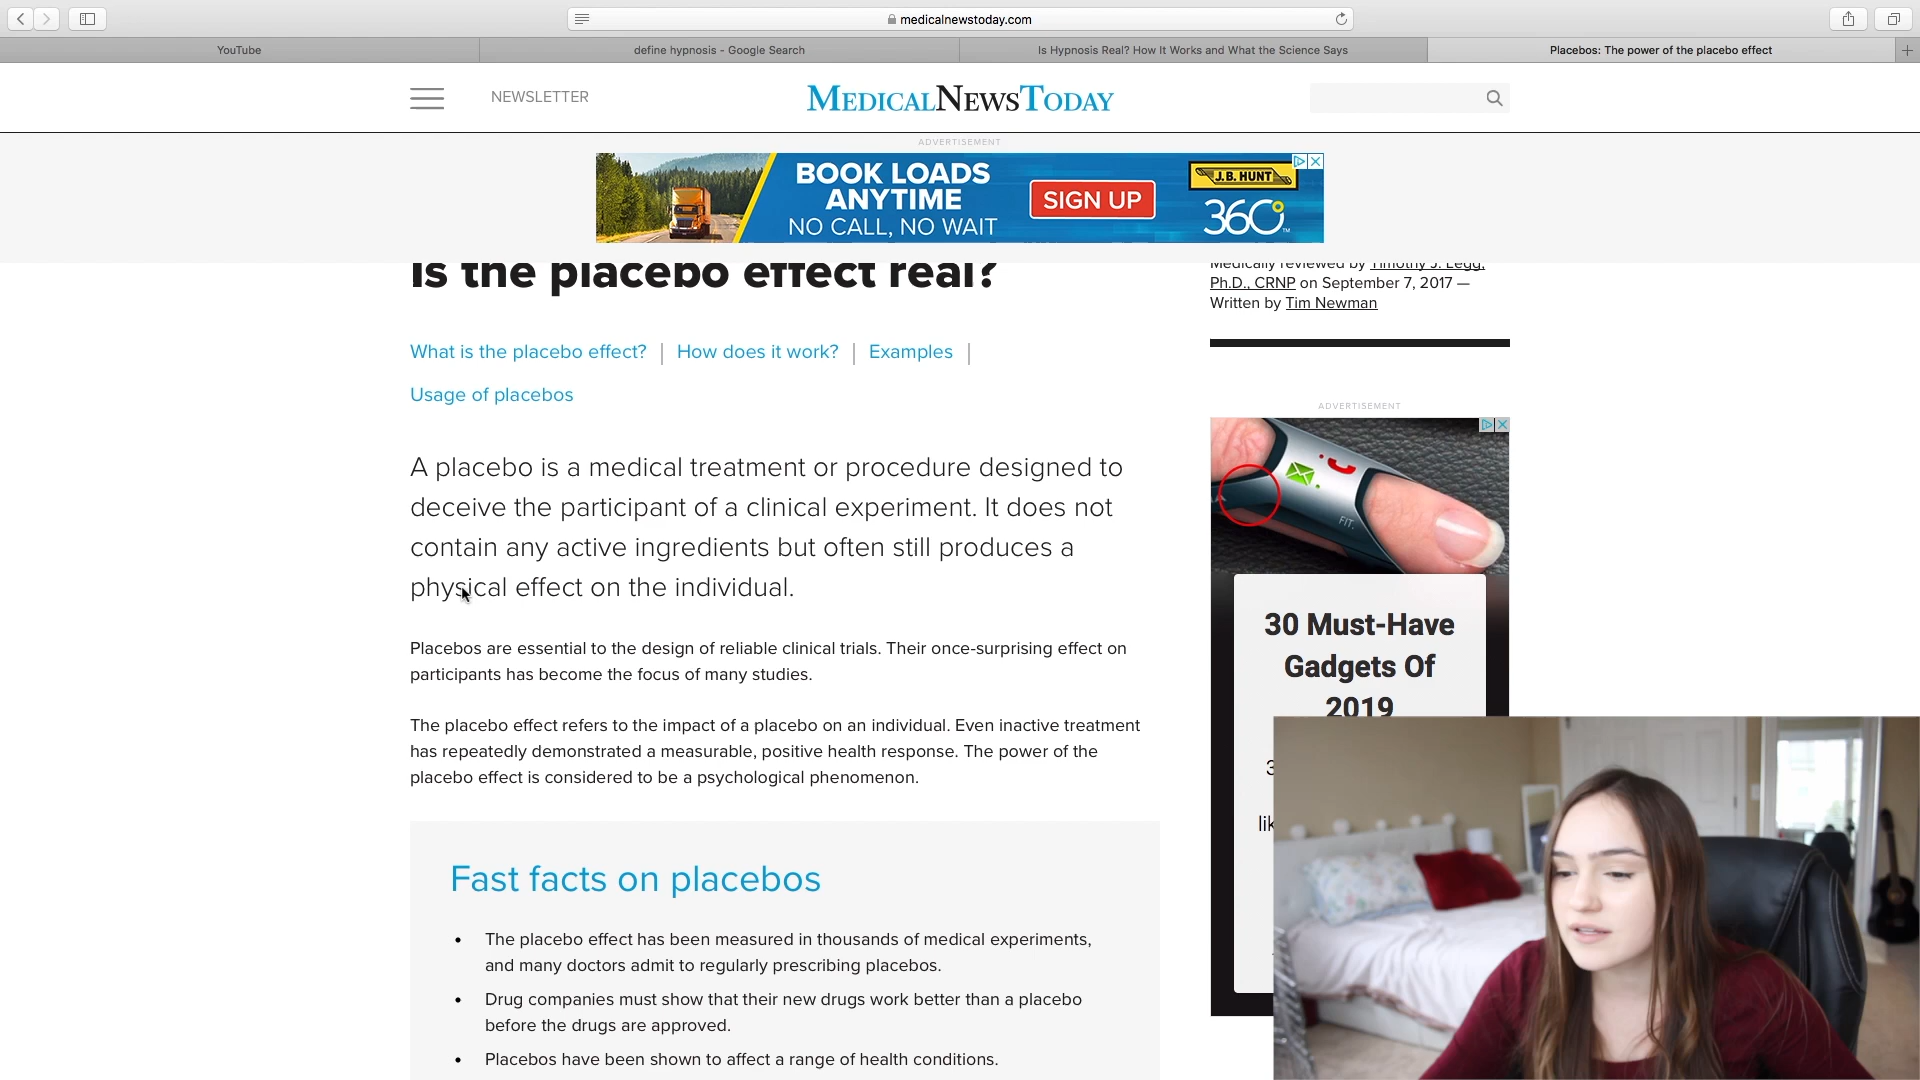 medicalnewstoday.com
YouTube
define hypnosis - Google Search
Is Hypnosis Real? How It Works and What the Science Says
Placebos: The power of the placebo effect
NEWSLETTER
MEDICALNEWSTODAY
ADVERTISEMENT
BOOK LOADS
ANYTIME
NO CALL, NO WAIT
SIGN UP
J.B. HUNT
360
TM
Is the placebo effect real?
Medically reviewed by Timothy J. Legg,
Ph.D., CRNP on September 7, 2017 —
Written by Tim Newman
What is the placebo effect? | How does it work? | Examples |
Usage of placebos
A placebo is a medical treatment or procedure designed to
deceive the participant of a clinical experiment. It does not
contain any active ingredients but often still produces a
physical effect on the individual.
Placebos are essential to the design of reliable clinical trials. Their once-surprising effect on
participants has become the focus of many studies.
The placebo effect refers to the impact of a placebo on an individual. Even inactive treatment
has repeatedly demonstrated a measurable, positive health response. The power of the
placebo effect is considered to be a psychological phenomenon.
Fast facts on placebos
• The placebo effect has been measured in thousands of medical experiments,
and many doctors admit to regularly prescribing placebos.
• Drug companies must show that their new drugs work better than a placebo
before the drugs are approved.
• Placebos have been shown to affect a range of health conditions.
ADVERTISEMENT
FIT.
30 Must-Have
Gadgets Of
2019